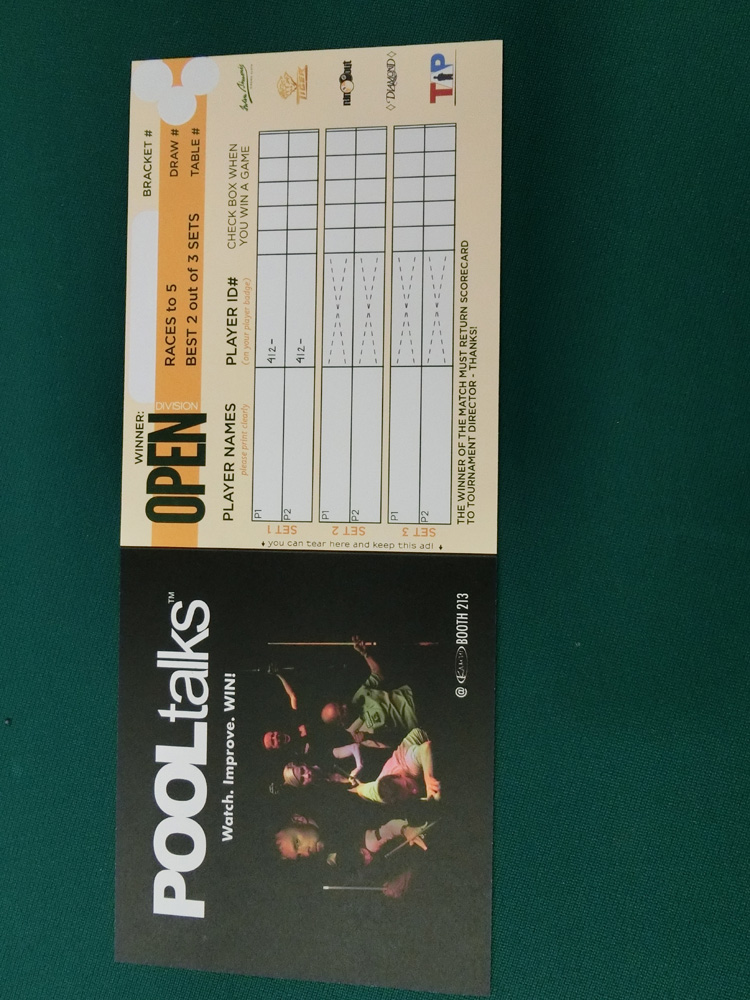 POOLtalks™
Watch. Improve. WIN!
@ BOOTH 213
WINNER:
BRACKET #
OPEN DIVISION
RACES to 5
BEST 2 out of 3 SETS
DRAW #
TABLE #
PLAYER NAMES
please print clearly
PLAYER ID#
(on your player badge)
CHECK BOX WHEN
YOU WIN A GAME
SET 1
P1
412-
P2
412-
SET 2
P1
P2
SET 3
P1
P2
you can tear here and keep this ad!
THE WINNER OF THE MATCH MUST RETURN SCORECARD
TO TOURNAMENT DIRECTOR - THANKS!
TIGER
DIAMOND
TAP